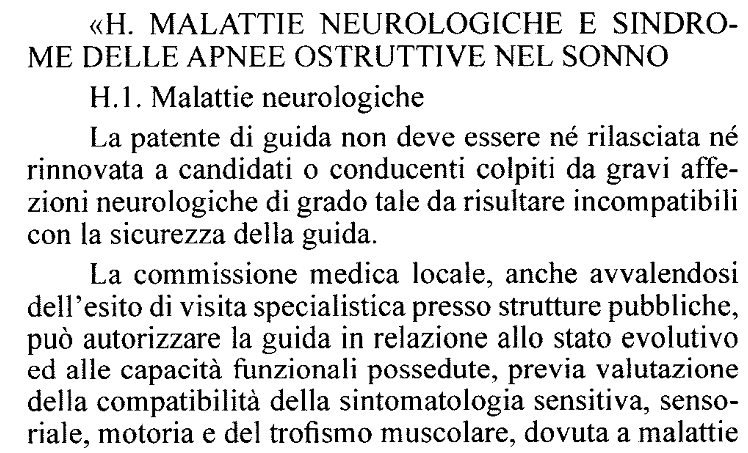 «H. MALATTIE NEUROLOGICHE E SINDRO-
ME DELLE APNEE OSTRUTTIVE NEL SONNO
H.1. Malattie neurologiche
La patente di guida non deve essere né rilasciata né
rinnovata a candidati o conducenti colpiti da gravi affe-
zioni neurologiche di grado tale da risultare incompatibili
con la sicurezza della guida.
La commissione medica locale, anche avvalendosi
dell’esito di visita specialistica presso strutture pubbliche,
può autorizzare la guida in relazione allo stato evolutivo
ed alle capacità funzionali possedute, previa valutazione
della compatibilità della sintomatologia sensitiva, senso-
riale, motoria e del trofismo muscolare, dovuta a malattie